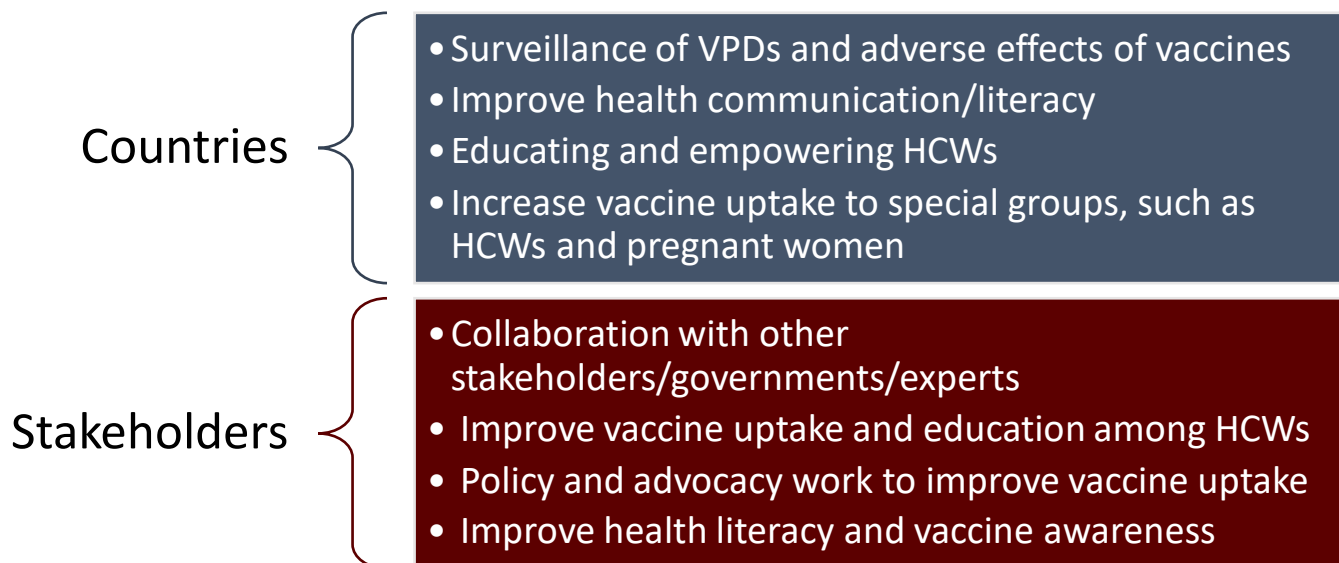 Countries
• Surveillance of VPDs and adverse effects of vaccines
• Improve health communication/literacy
• Educating and empowering HCWs
• Increase vaccine uptake to special groups, such as
HCWs and pregnant women
Stakeholders
• Collaboration with other
stakeholders/governments/experts
• Improve vaccine uptake and education among HCWs
• Policy and advocacy work to improve vaccine uptake
• Improve health literacy and vaccine awareness